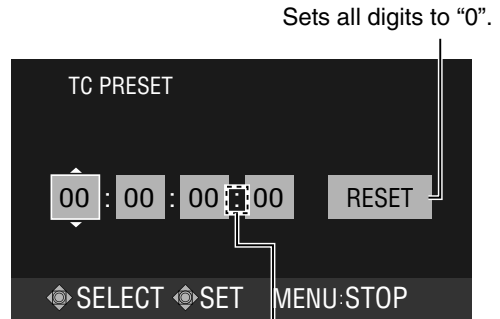 Sets all digits to “0”.
TC PRESET
00 : 00 : 00 : 00 RESET
SELECT SET MENU:STOP